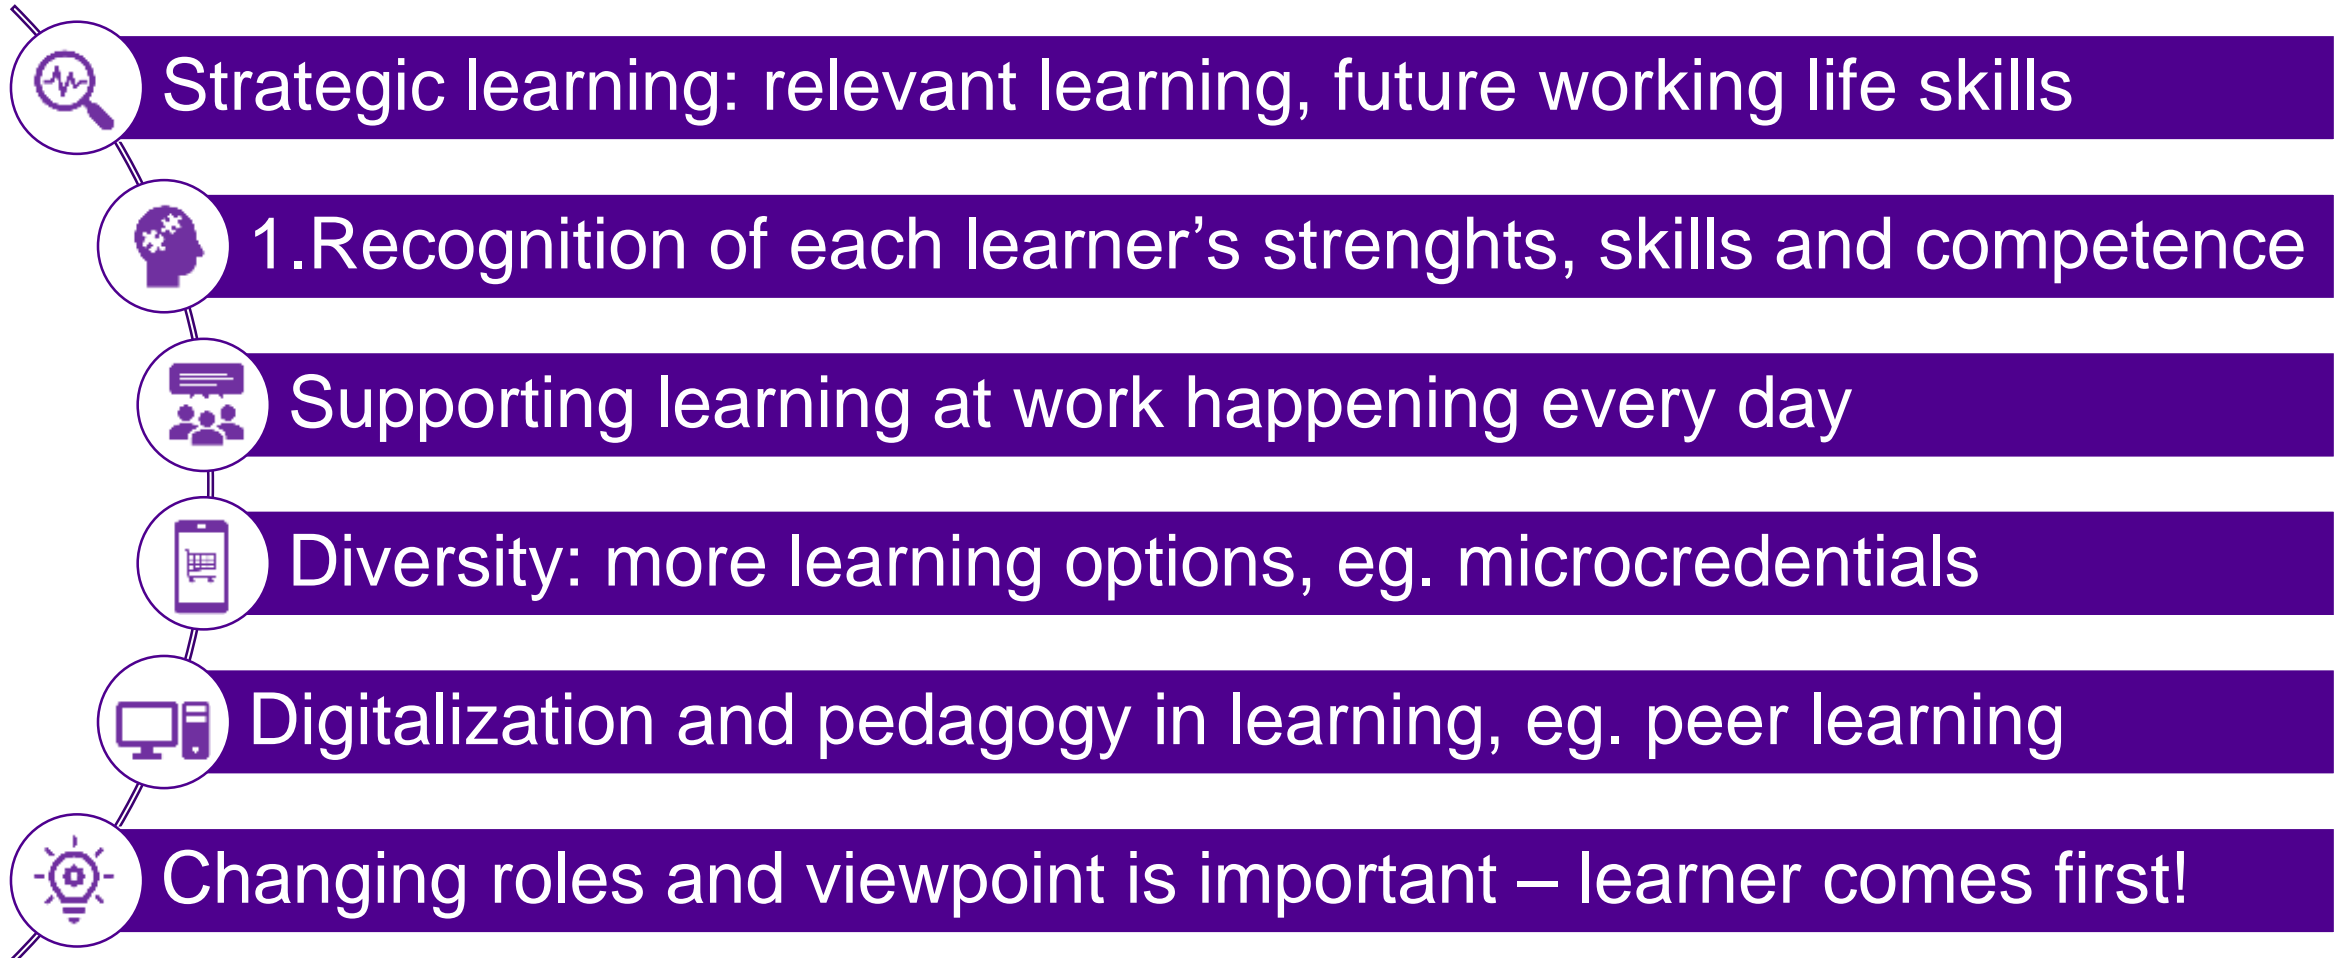 Strategic learning: relevant learning, future working life skills
1.Recognition of each learner’s strenghts, skills and competence
Supporting learning at work happening every day
Diversity: more learning options, eg. microcredentials
Digitalization and pedagogy in learning, eg. peer learning
Changing roles and viewpoint is important – learner comes first!